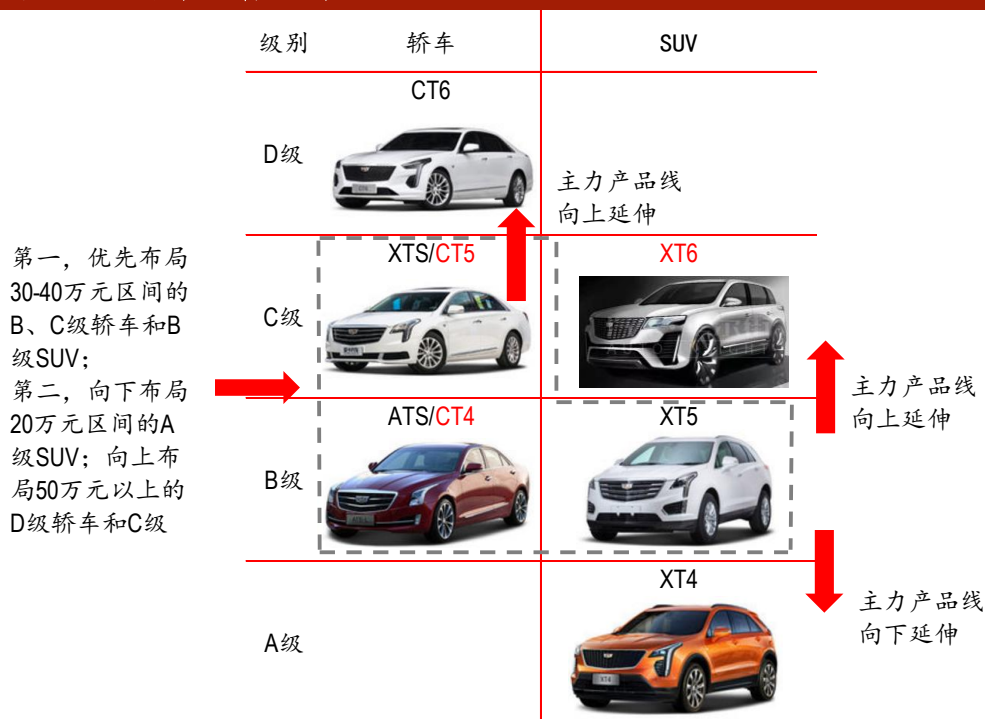 级别 轿车 SUV
CT6
D级
主力产品线
向上延伸
第一，优先布局
30-40万元区间的
B、C级轿车和B
级SUV；
第二，向下布局
20万元区间的A
级SUV；向上布
局50万元以上的
D级轿车和C级
XTS/CT5
XT6
C级
主力产品线
向上延伸
ATS/CT4
XT5
B级
XT4
A级
主力产品线
向下延伸